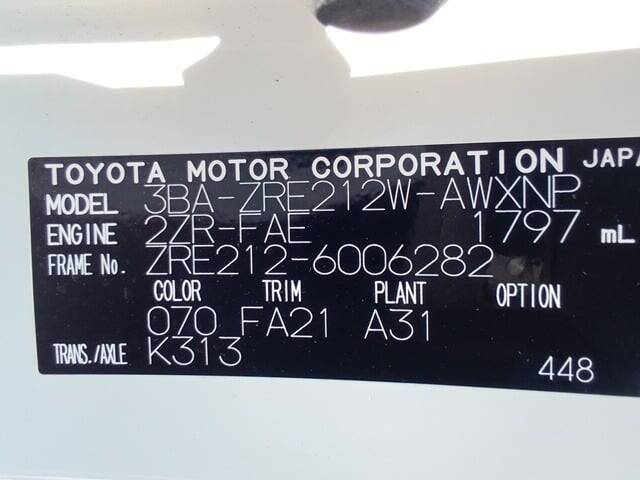 TOYOTA MOTOR CORPORATION JAPA
MODEL 3BA-ZRE212W-AWXNP
ENGINE 2ZR-FAE 1797 mL
FRAME No. ZRE212-6006282
COLOR TRIM PLANT OPTION
070 FA21 A31
TRANS./AXLE K313
448